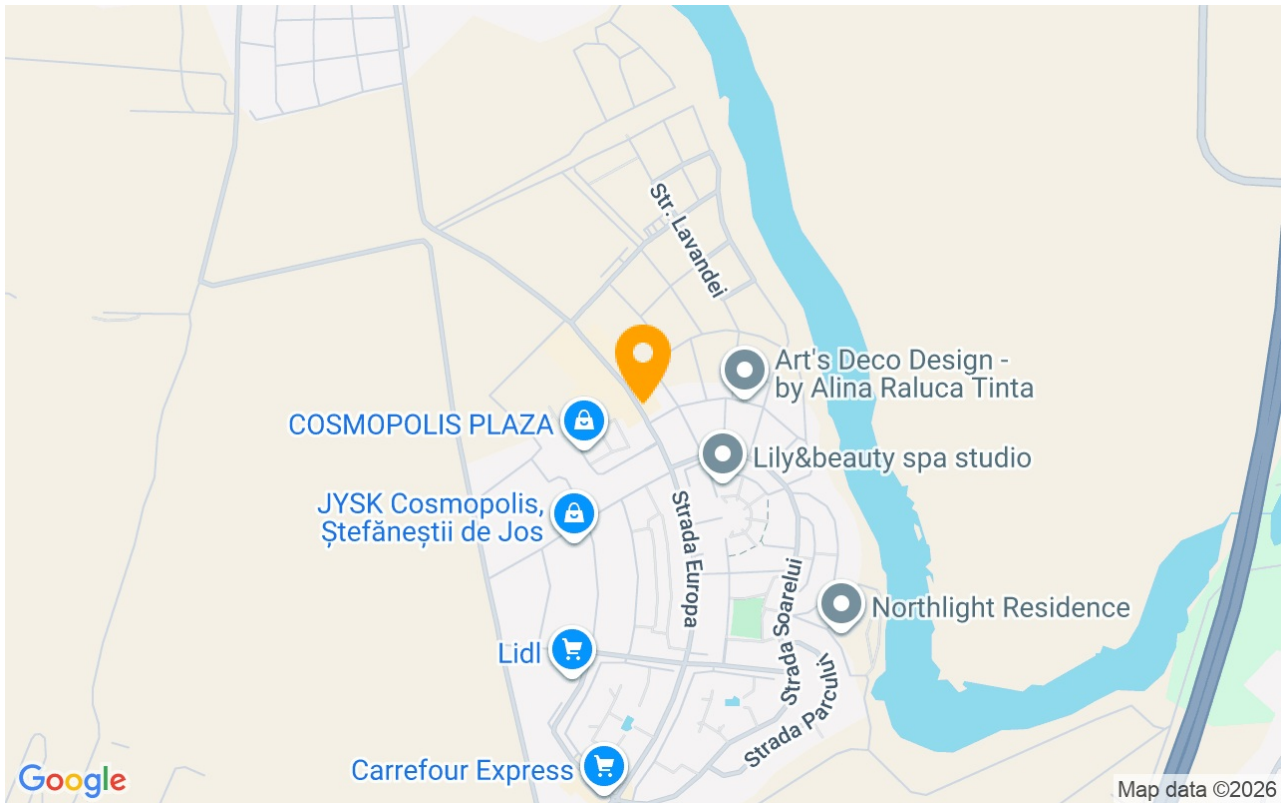 Str. Lavandei
Art's Deco Design -
by Alina Raluca Tinta
COSMOPOLIS PLAZA
Lily&beauty spa studio
JYSK Cosmopolis,
Ștefăneștii de Jos
Strada Europa
Strada Soarelui
Northlight Residence
Lidl
Strada Parcului
Carrefour Express
Google
Map data ©2026